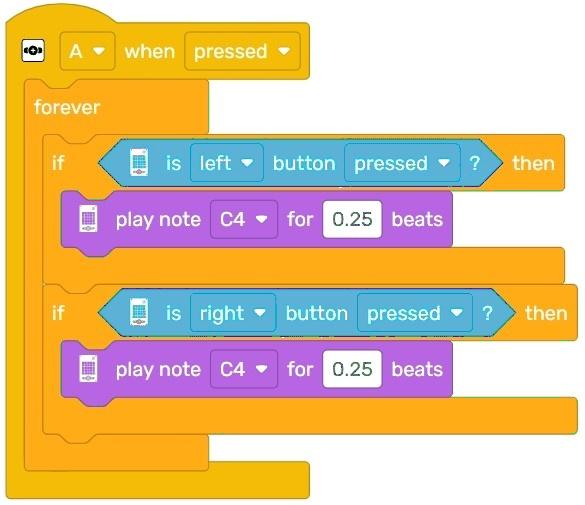 A when pressed
forever
if is left button pressed ? then
play note C4 for 0.25 beats
if is right button pressed ? then
play note C4 for 0.25 beats